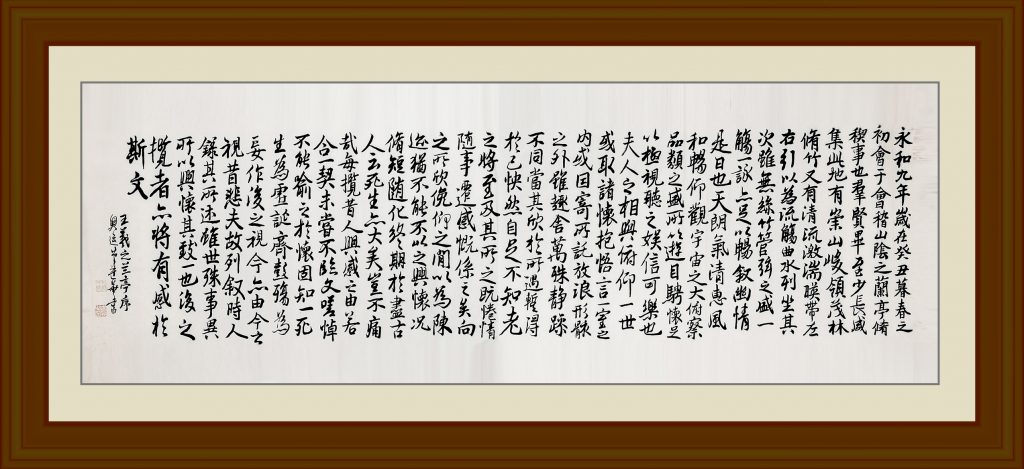 永和九年歲在癸丑暮春之
初會于會稽山陰之蘭亭脩
稧事也群賢畢至少長咸
集此地有崇山峻領茂林
脩竹又有清流激湍暎帶左
右引以為流觴曲水列坐其
次雖無絲竹管弦之盛一
觴一詠亦足以暢叙幽情
是日也天朗氣清惠風
和暢仰觀宇宙之大俯察
品類之盛所以遊目騁懷足
以極視聽之娛信可樂也
夫人之相與俯仰一世
或取諸懷抱悟言一室之
內或因寄所託放浪形骸
之外雖趣舍萬殊靜躁
不同當其欣於所遇暫得
於己怏然自足不知老
之將至及其所之既惓情
隨事遷感慨係之矣向
之所欣俛仰之間以為陳
迹猶不能不以之興懷況
脩短随化終期於盡古
人云死生亦大矣豈不痛
哉每攬昔人興感之由若
合一契未嘗不臨文嗟悼
不能喻之於懷固知一死
生為虛誕齊彭殤為
妄作後之視今亦由今之
視昔悲夫故列叙時人
錄其所述雖世殊事異
所以興懷其致一也後之
攬者亦將有感於
斯文
王羲之兰亭序